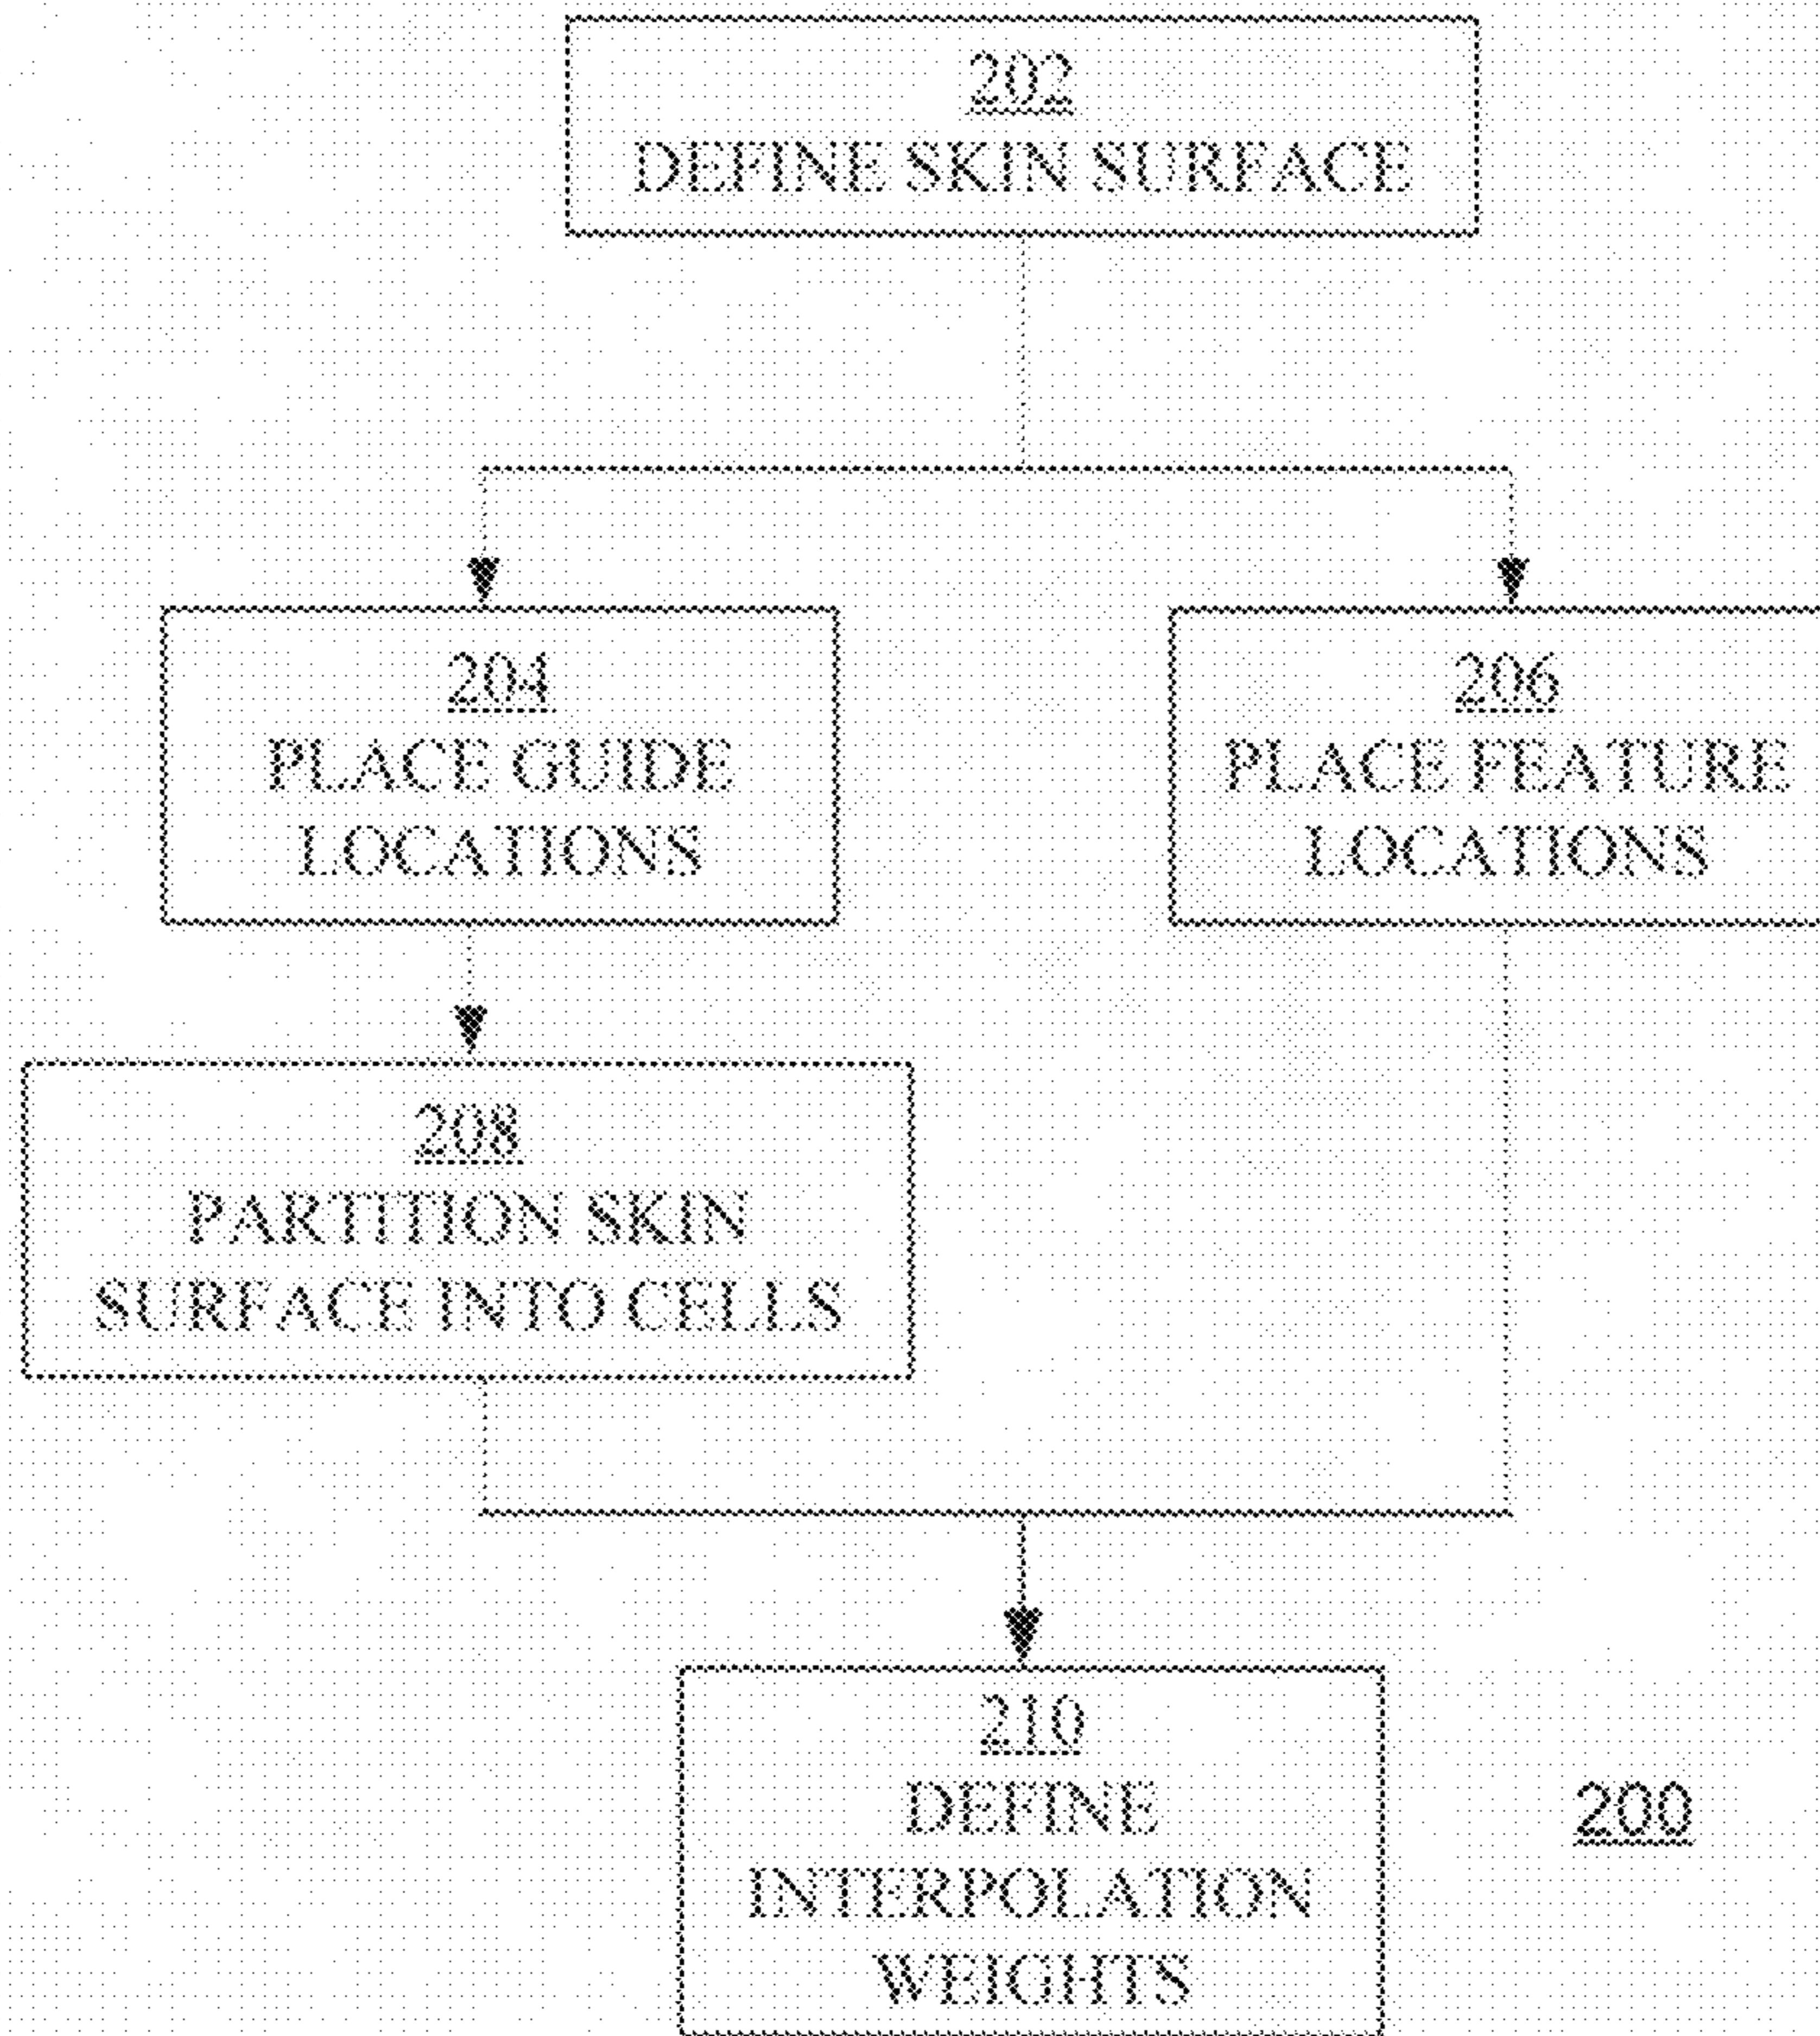 202
DEFINE SKIN SURFACE
204
PLACE GUIDE
LOCATIONS
206
PLACE FEATURE
LOCATIONS
208
PARTITION SKIN
SURFACE INTO CELLS
210
DEFINE
INTERPOLATION
WEIGHTS
200